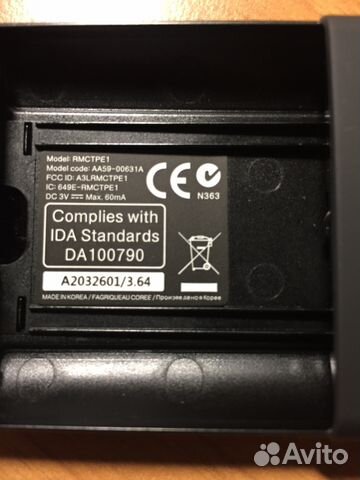 Model: RMCTPE1
Model code: AA59-00631A
FCC ID: A3LRMCTPE1
IC: 649E-RMCTPE1
DC 3V ⎓ Max. 60mA
CE
N363
Complies with
IDA Standards
DA100790
A2032601/3.64
MADE IN KOREA / FAGRIQUEAU COREE / Произведено в Корее
Avito